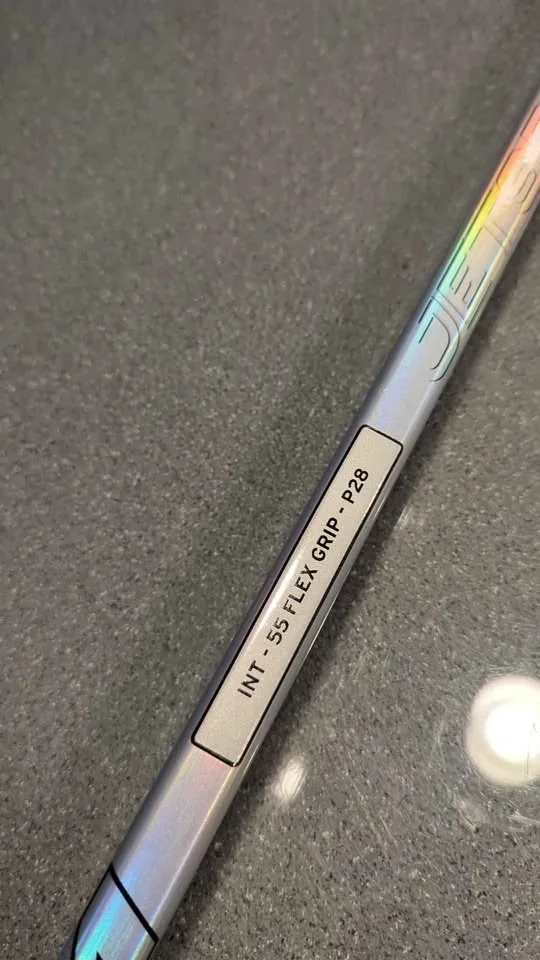 INT - 55 FLEX GRIP - P28